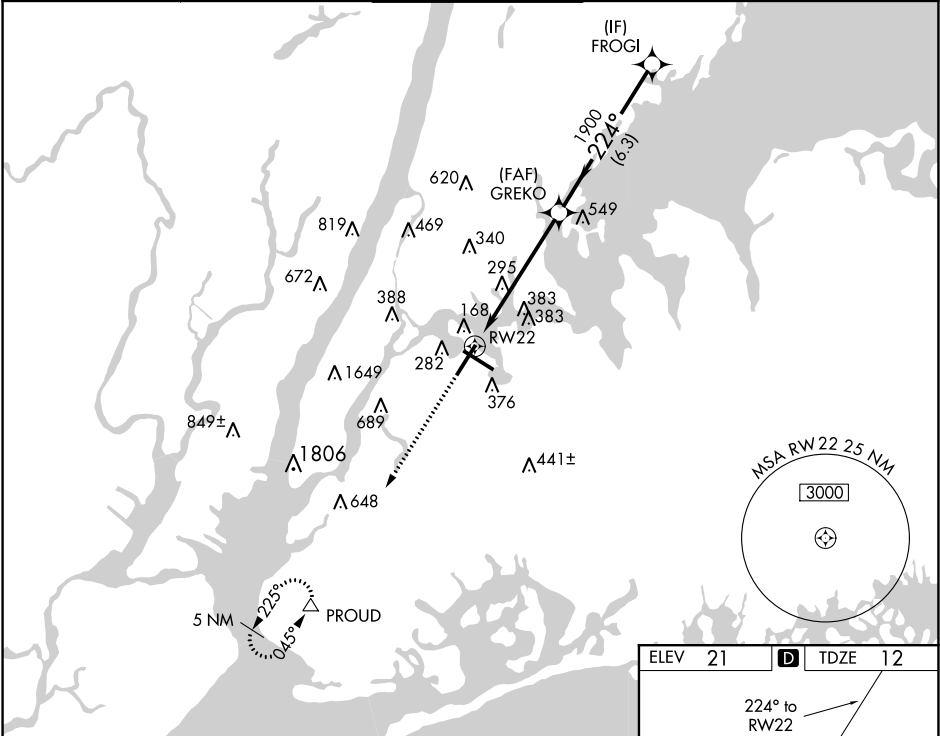 (IF)
FROGI
1900
224°
(6.3)
(FAF)
GREKO
620
549
819
469
340
672
295
388
383
168
383
RW22
282
1649
376
849±
689
1806
441±
648
MSA RW22 25 NM
3000
225°
5 NM
PROUD
045°
ELEV 21 D TDZE 12
224° to
RW22